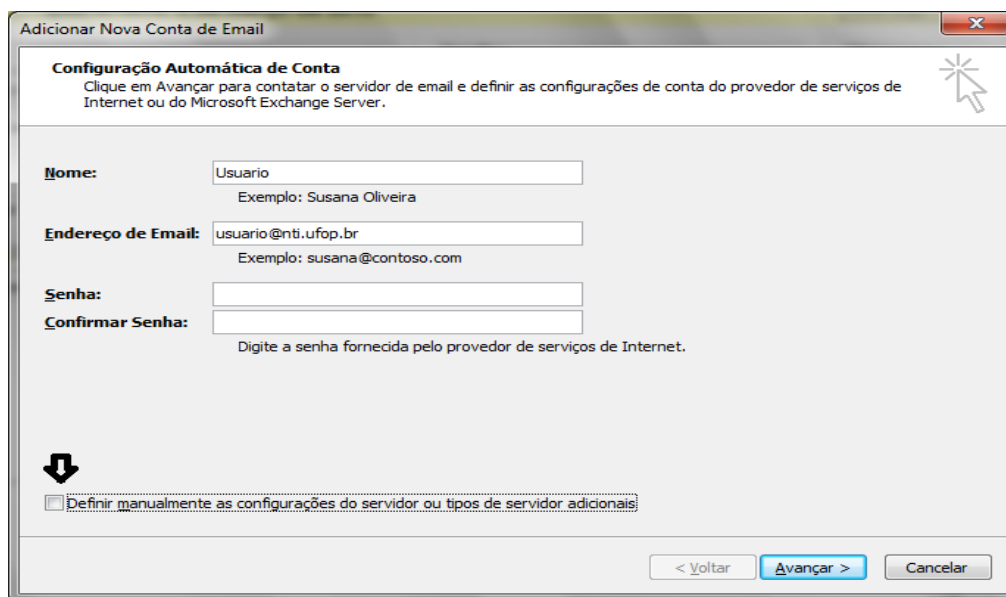 Adicionar Nova Conta de Email
Configuração Automática de Conta
Clique em Avançar para contatar o servidor de email e definir as configurações de conta do provedor de serviços de
Internet ou do Microsoft Exchange Server.
Nome: Usuario
Exemplo: Susana Oliveira
Endereço de Email: usuario@nti.ufop.br
Exemplo: susana@contoso.com
Senha:
Confirmar Senha:
Digite a senha fornecida pelo provedor de serviços de Internet.
Definir manualmente as configurações do servidor ou tipos de servidor adicionais
< Voltar Avançar > Cancelar